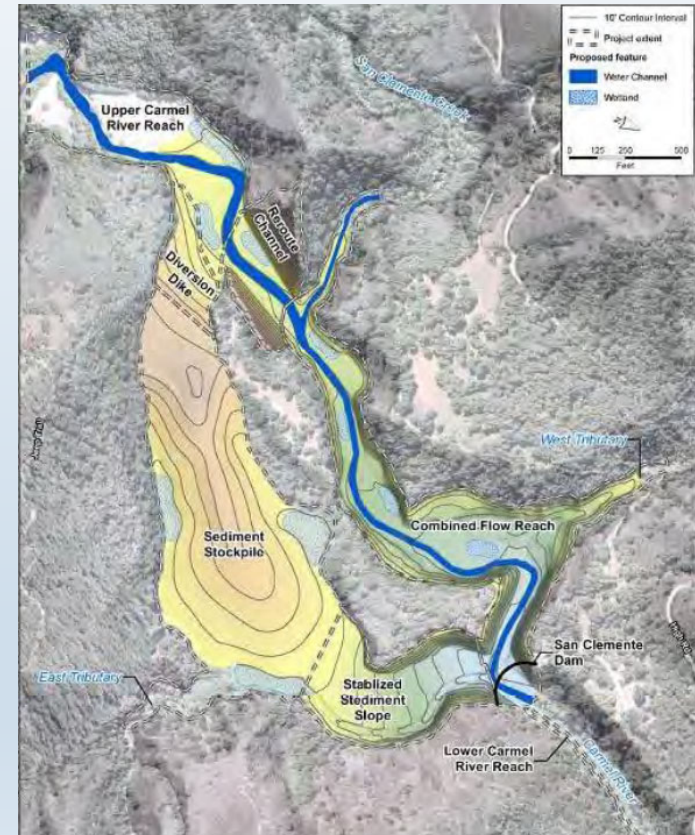 10' Contour Interval
Project extent
Proposed feature
Water Channel
Wetland
0 125 250 500
Feet
San Clemente Creek
Upper Carmel
River Reach
Reroute
Channel
Diversion
Dike
West Tributary
Combined Flow Reach
Sediment
Stockpile
San Clemente
Dam
East Tributary
Stablized
Stediment
Slope
Lower Carmel
River Reach
Carmel River